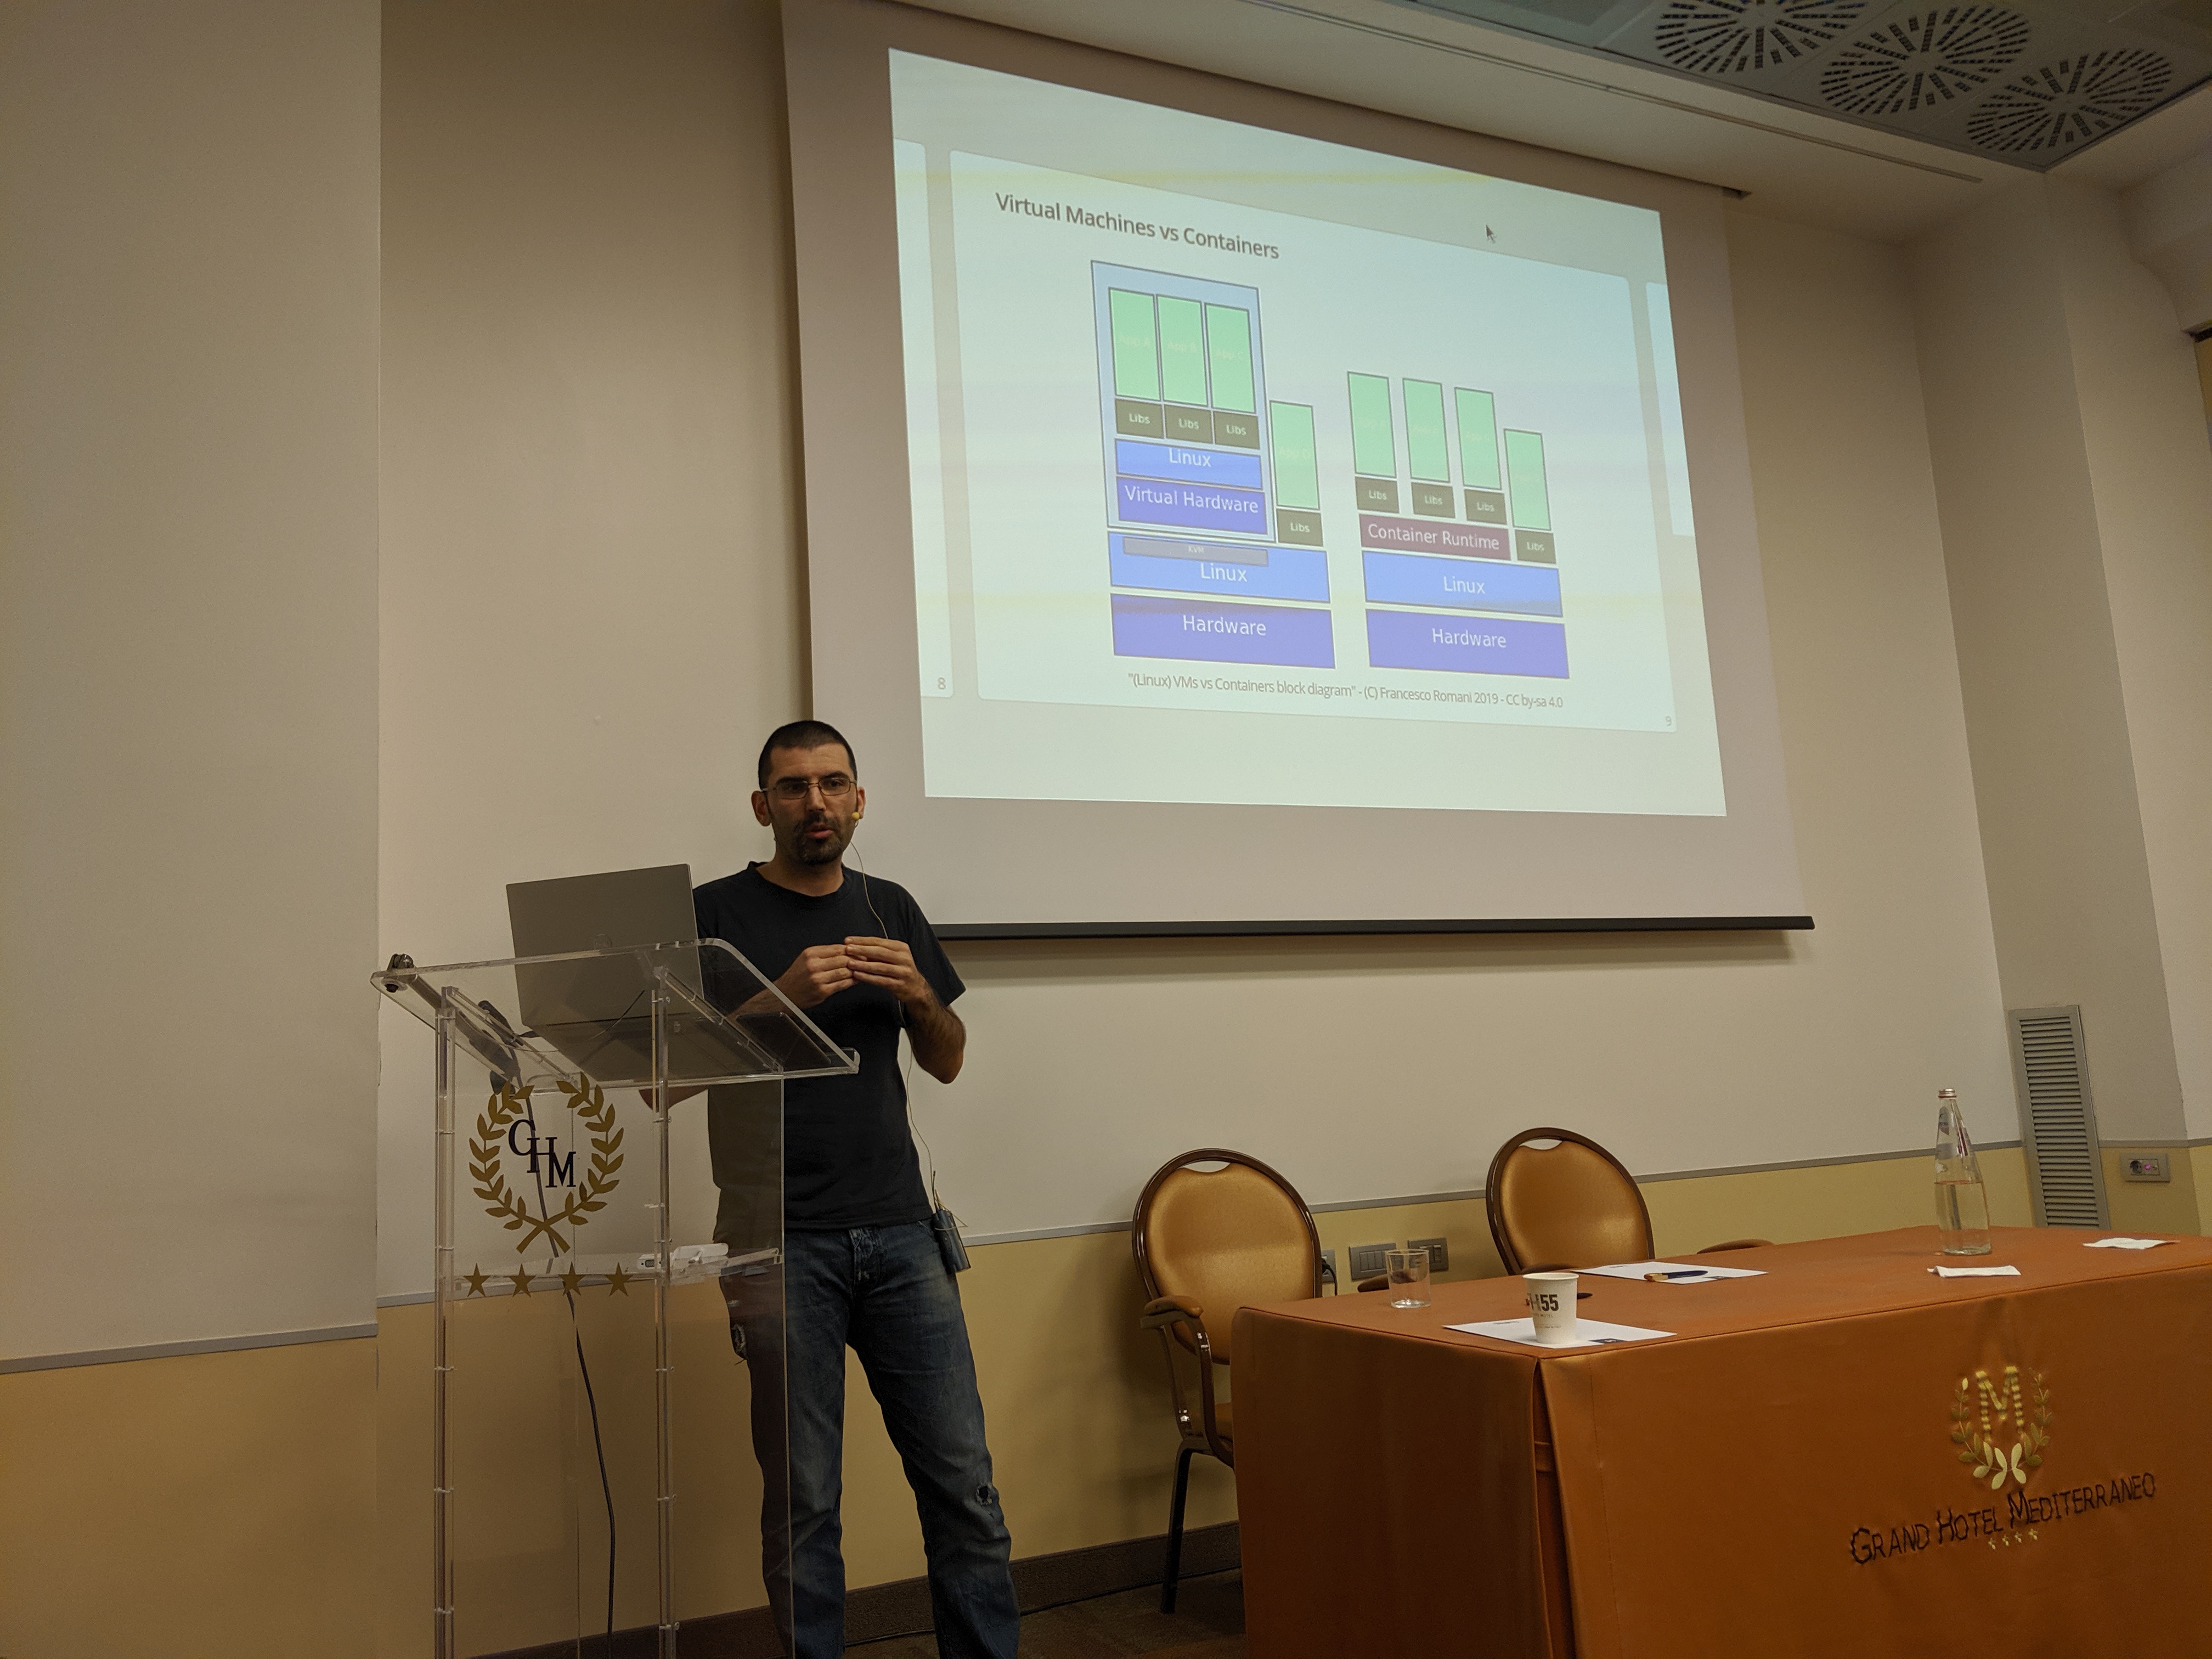 Virtual Machines vs Containers
Libs
Libs
Libs
Linux
Virtual Hardware
Libs
KVM
Linux
Hardware
Libs
Libs
Libs
Container Runtime
Libs
Linux
Hardware
"(Linux) VMs vs Containers block diagram" - (C) Francesco Romani 2019 - CC by-sa 4.0
8
9
GHM
H55
M
GRAND HOTEL MEDITERRANEO